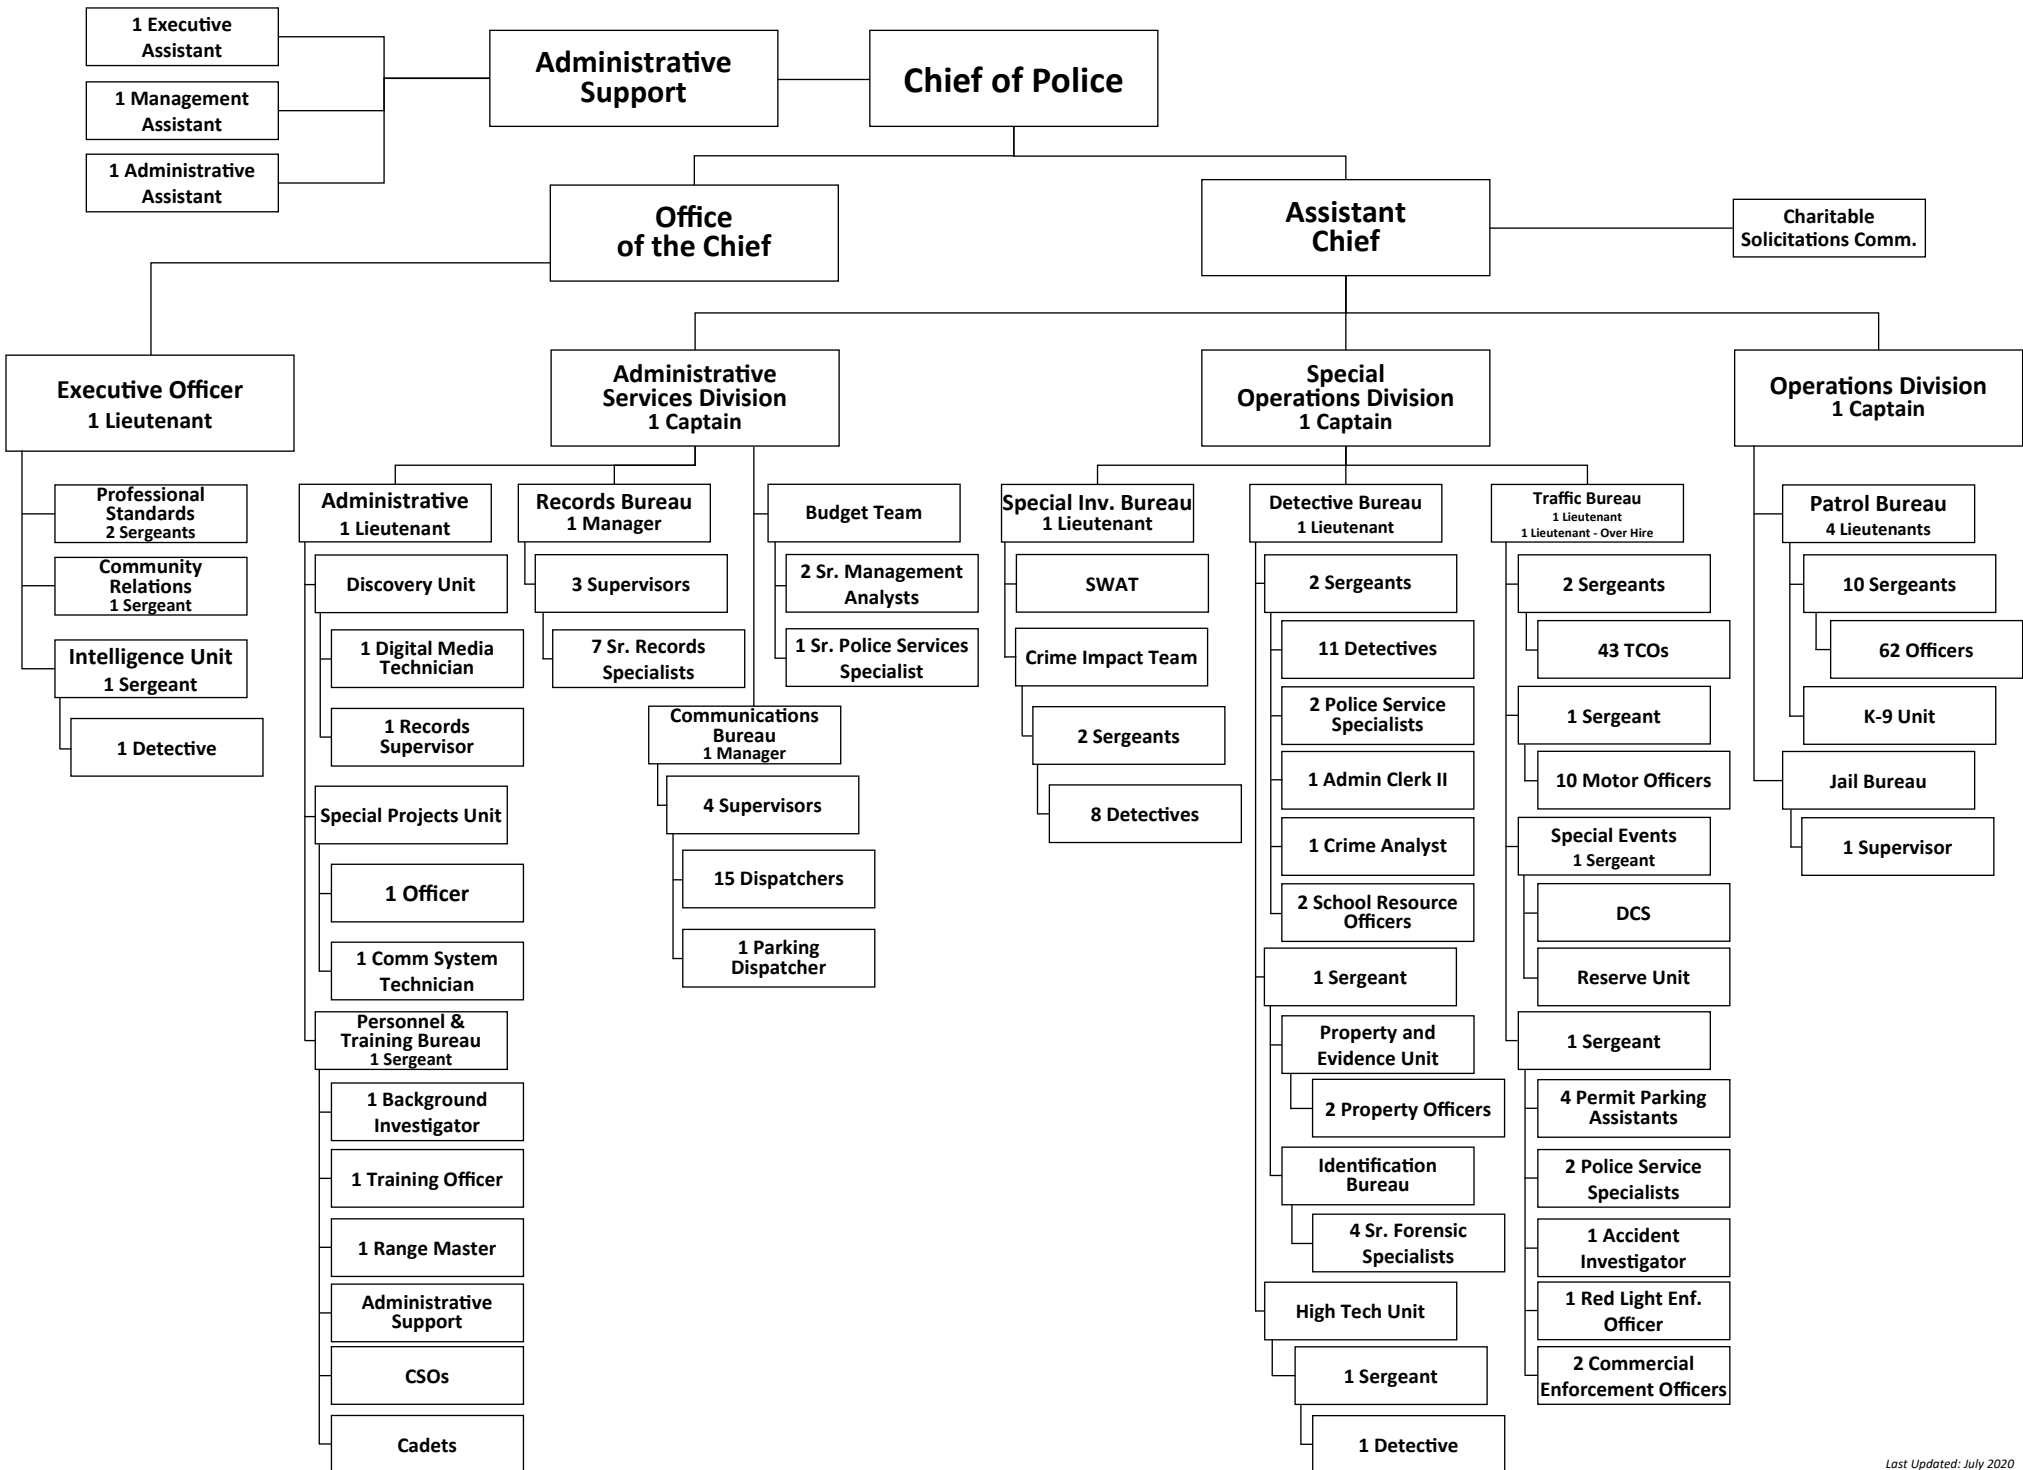 1 Executive
Assistant
1 Management
Assistant
1 Administrative
Assistant
Administrative
Support
Chief of Police
Office
of the Chief
Assistant
Chief
Charitable
Solicitations Comm.
Executive Officer
1 Lieutenant
Administrative
Services Division
1 Captain
Special
Operations Division
1 Captain
Operations Division
1 Captain
Professional
Standards
2 Sergeants
Community
Relations
1 Sergeant
Intelligence Unit
1 Sergeant
1 Detective
Administrative
1 Lieutenant
Discovery Unit
1 Digital Media
Technician
1 Records
Supervisor
Special Projects Unit
1 Officer
1 Comm System
Technician
Personnel &
Training Bureau
1 Sergeant
1 Background
Investigator
1 Training Officer
1 Range Master
Administrative
Support
CSOs
Cadets
Records Bureau
1 Manager
3 Supervisors
7 Sr. Records
Specialists
Budget Team
2 Sr. Management
Analysts
1 Sr. Police Services
Specialist
Communications
Bureau
1 Manager
4 Supervisors
15 Dispatchers
1 Parking
Dispatcher
Special Inv. Bureau
1 Lieutenant
SWAT
Crime Impact Team
2 Sergeants
8 Detectives
Detective Bureau
1 Lieutenant
2 Sergeants
11 Detectives
2 Police Service
Specialists
1 Admin Clerk II
1 Crime Analyst
2 School Resource
Officers
1 Sergeant
Property and
Evidence Unit
2 Property Officers
Identification
Bureau
4 Sr. Forensic
Specialists
High Tech Unit
1 Sergeant
1 Detective
Traffic Bureau
1 Lieutenant
1 Lieutenant - Over Hire
2 Sergeants
43 TCOs
1 Sergeant
10 Motor Officers
Special Events
1 Sergeant
DCS
Reserve Unit
1 Sergeant
4 Permit Parking
Assistants
2 Police Service
Specialists
1 Accident
Investigator
1 Red Light Enf.
Officer
2 Commercial
Enforcement Officers
Patrol Bureau
4 Lieutenants
10 Sergeants
62 Officers
K-9 Unit
Jail Bureau
1 Supervisor
Last Updated: July 2020